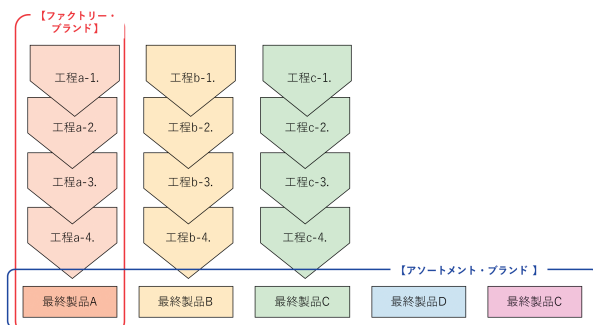 【ファクトリー・
ブランド】
工程a-1.
工程b-1.
工程c-1.
工程a-2.
工程b-2.
工程c-2.
工程a-3.
工程b-3.
工程c-3.
工程a-4.
工程b-4.
工程c-4.
【アソートメント・ブランド 】
最終製品A
最終製品B
最終製品C
最終製品D
最終製品C